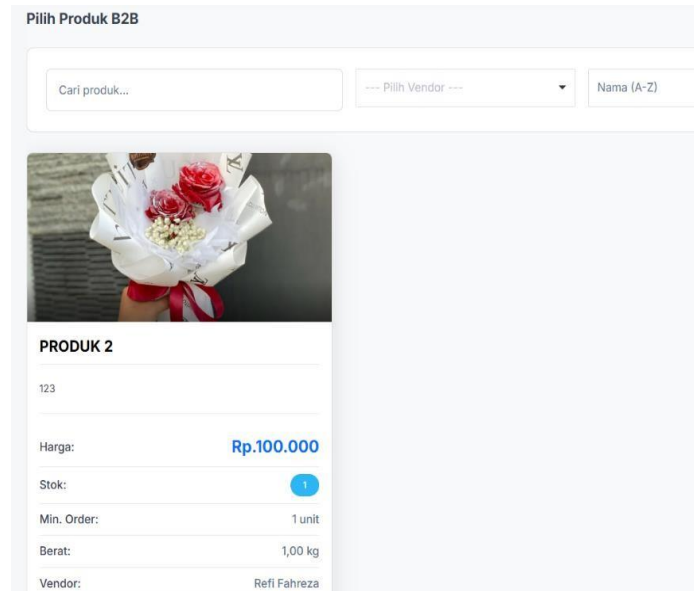 Pilih Produk B2B
Cari produk...
--- Pilih Vendor ---
Nama (A-Z)
PRODUK 2
123
Harga: Rp.100.000
Stok: 1
Min. Order: 1 unit
Berat: 1,00 kg
Vendor: Refi Fahreza